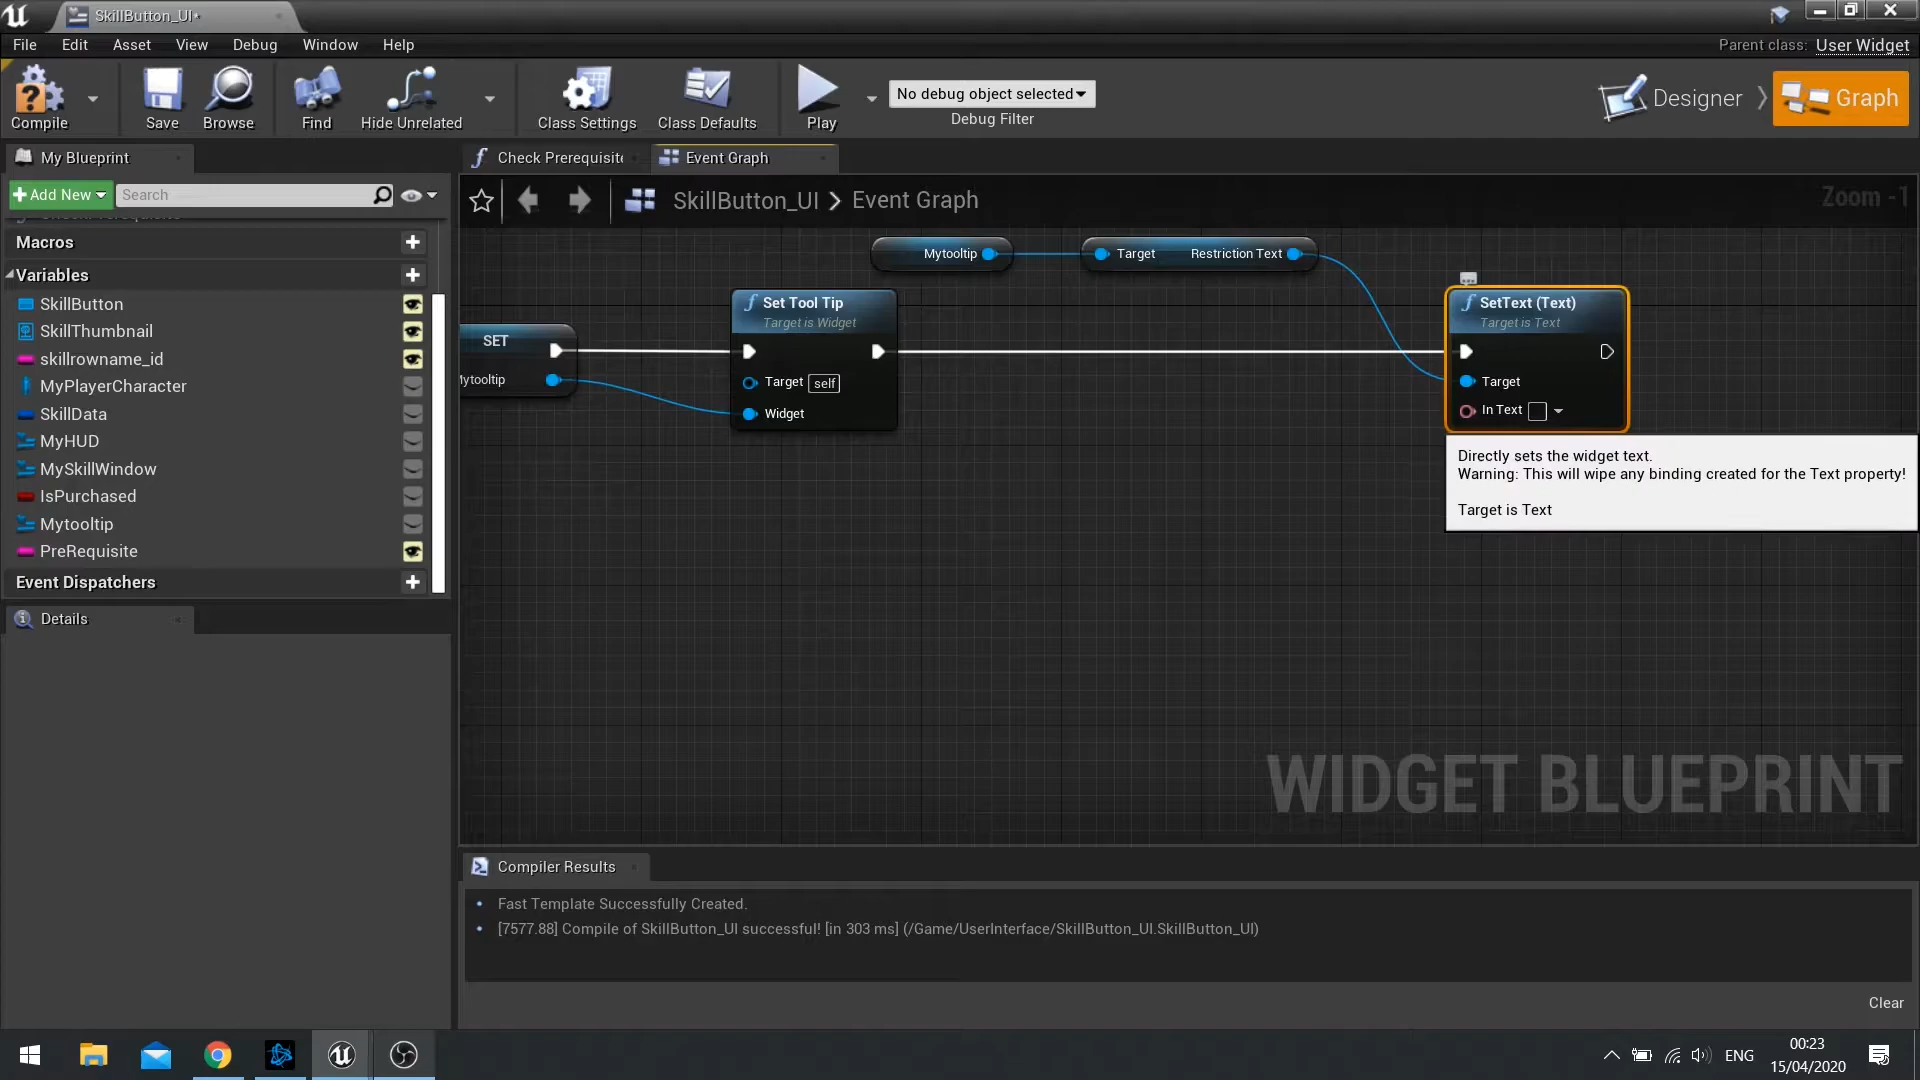 SkillButton_UI*
File Edit Asset View Debug Window Help
Parent class: User Widget
Compile
Save
Browse
Find
Hide Unrelated
Class Settings
Class Defaults
Play
No debug object selected
Debug Filter
Designer
Graph
My Blueprint
Check Prerequisite
Event Graph
Add New
Search
SkillButton_UI > Event Graph
Zoom -1
Macros
Variables
SkillButton
SkillThumbnail
skillrowname_id
MyPlayerCharacter
SkillData
MyHUD
MySkillWindow
IsPurchased
Mytooltip
PreRequisite
Event Dispatchers
Details
Mytooltip
Target Restriction Text
SET
Mytooltip
Set Tool Tip
Target is Widget
Target self
Widget
SetText (Text)
Target is Text
Target
In Text
Directly sets the widget text.
Warning: This will wipe any binding created for the Text property!
Target is Text
WIDGET BLUEPRINT
Compiler Results
Fast Template Successfully Created.
[7577.88] Compile of SkillButton_UI successful! [in 303 ms] (/Game/UserInterface/SkillButton_UI.SkillButton_UI)
Clear
ENG
00:23
15/04/2020